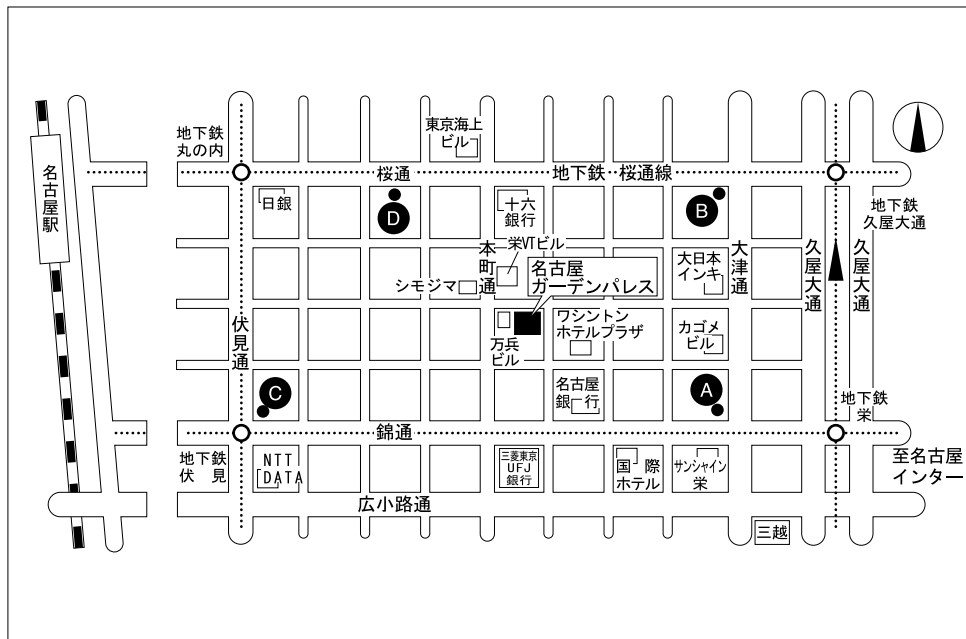 地下鉄
丸の内
名古屋駅
東京海上
ビル
桜通
地下鉄 桜通線
地下鉄
久屋大通
日銀
D
十六
銀行
B
本町通
栄VTビル
名古屋
ガーデンパレス
シモジマ
大日本
インキ
大津通
久屋大通
久屋大通
伏見通
万兵
ビル
ワシントン
ホテルプラザ
カゴメ
ビル
C
名古屋
銀行
A
地下鉄
栄
錦通
地下鉄
伏見
NTT
DATA
三菱東京
UFJ
銀行
国際
ホテル
サンシャイン
栄
至名古屋
インター
広小路通
三越